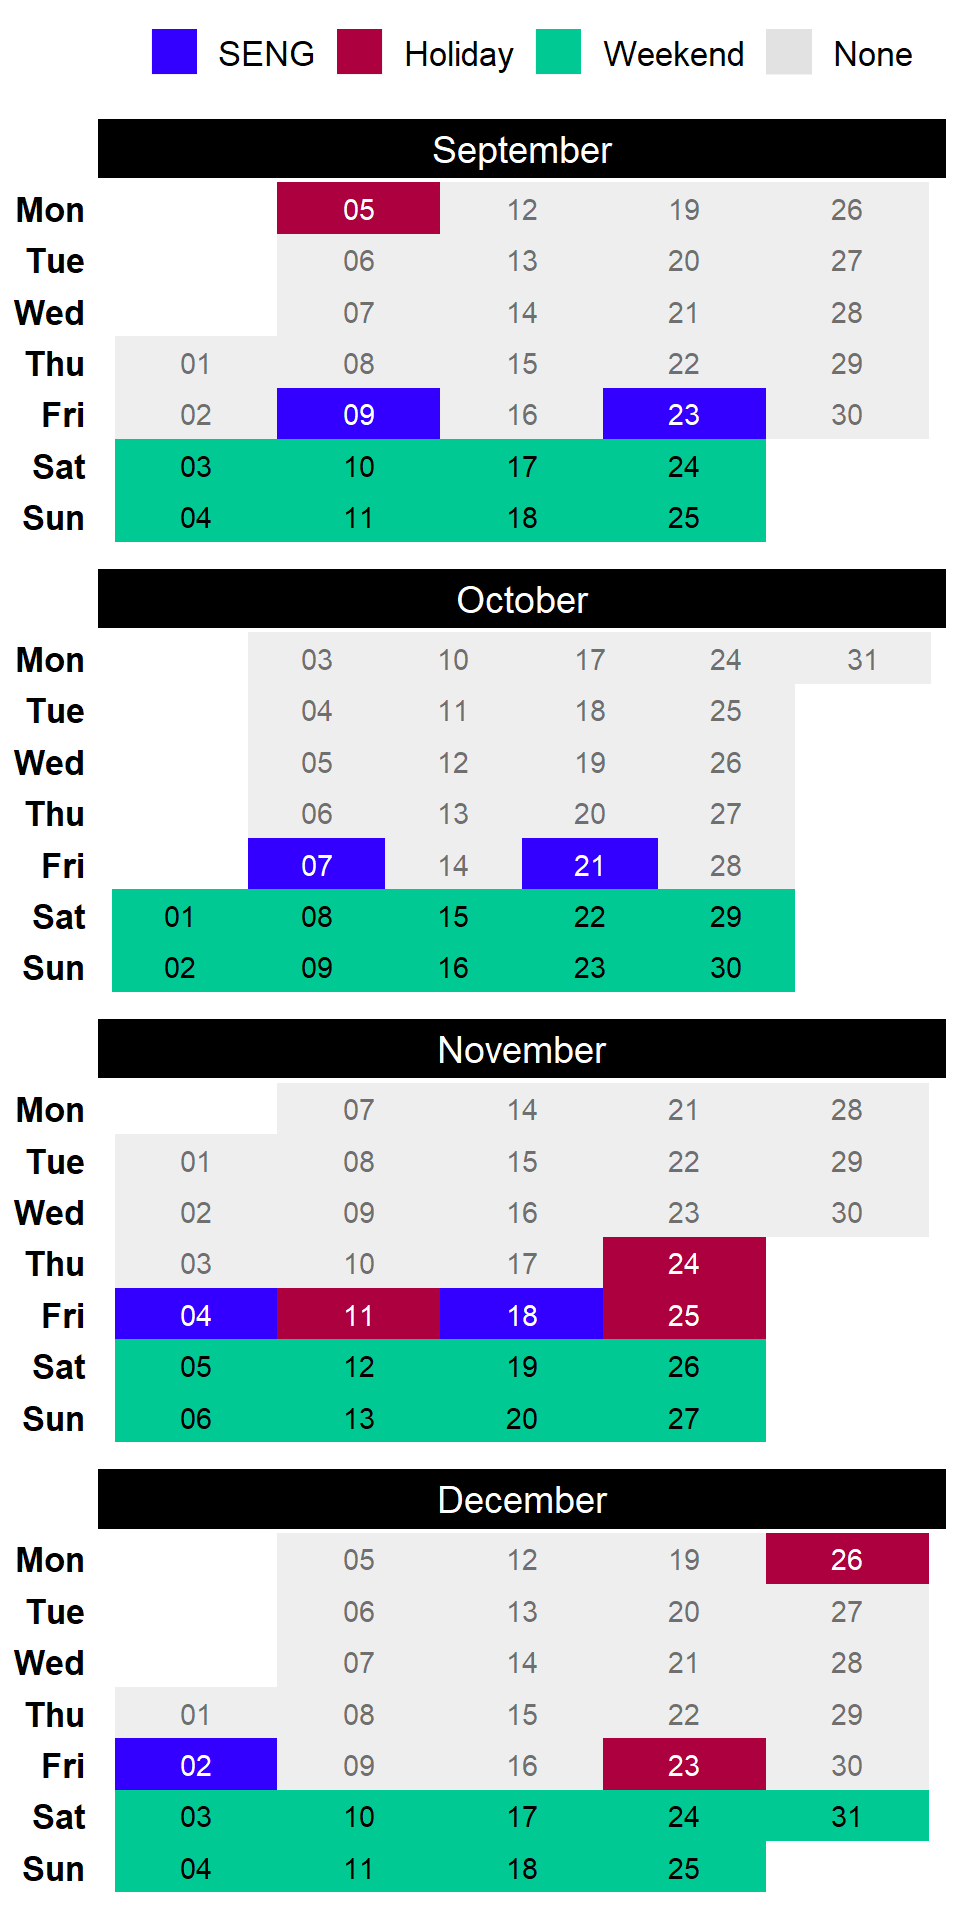 SENG Holiday Weekend None
September
Mon 05 12 19 26
Tue 06 13 20 27
Wed 07 14 21 28
Thu 01 08 15 22 29
Fri 02 09 16 23 30
Sat 03 10 17 24
Sun 04 11 18 25
October
Mon 03 10 17 24 31
Tue 04 11 18 25
Wed 05 12 19 26
Thu 06 13 20 27
Fri 07 14 21 28
Sat 01 08 15 22 29
Sun 02 09 16 23 30
November
Mon 07 14 21 28
Tue 01 08 15 22 29
Wed 02 09 16 23 30
Thu 03 10 17 24
Fri 04 11 18 25
Sat 05 12 19 26
Sun 06 13 20 27
December
Mon 05 12 19 26
Tue 06 13 20 27
Wed 07 14 21 28
Thu 01 08 15 22 29
Fri 02 09 16 23 30
Sat 03 10 17 24 31
Sun 04 11 18 25